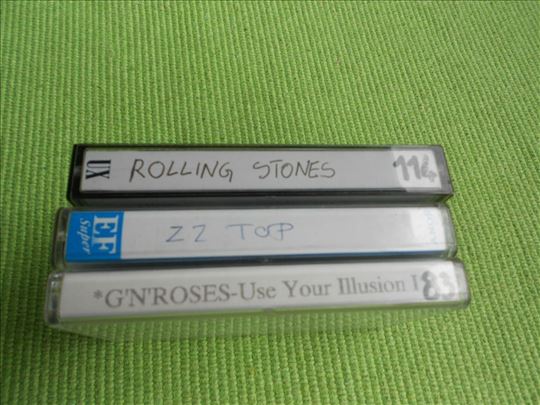 UX ROLLING STONES 114
EF Super ZZ TOP
*G'N'ROSES-Use Your Illusion I 83